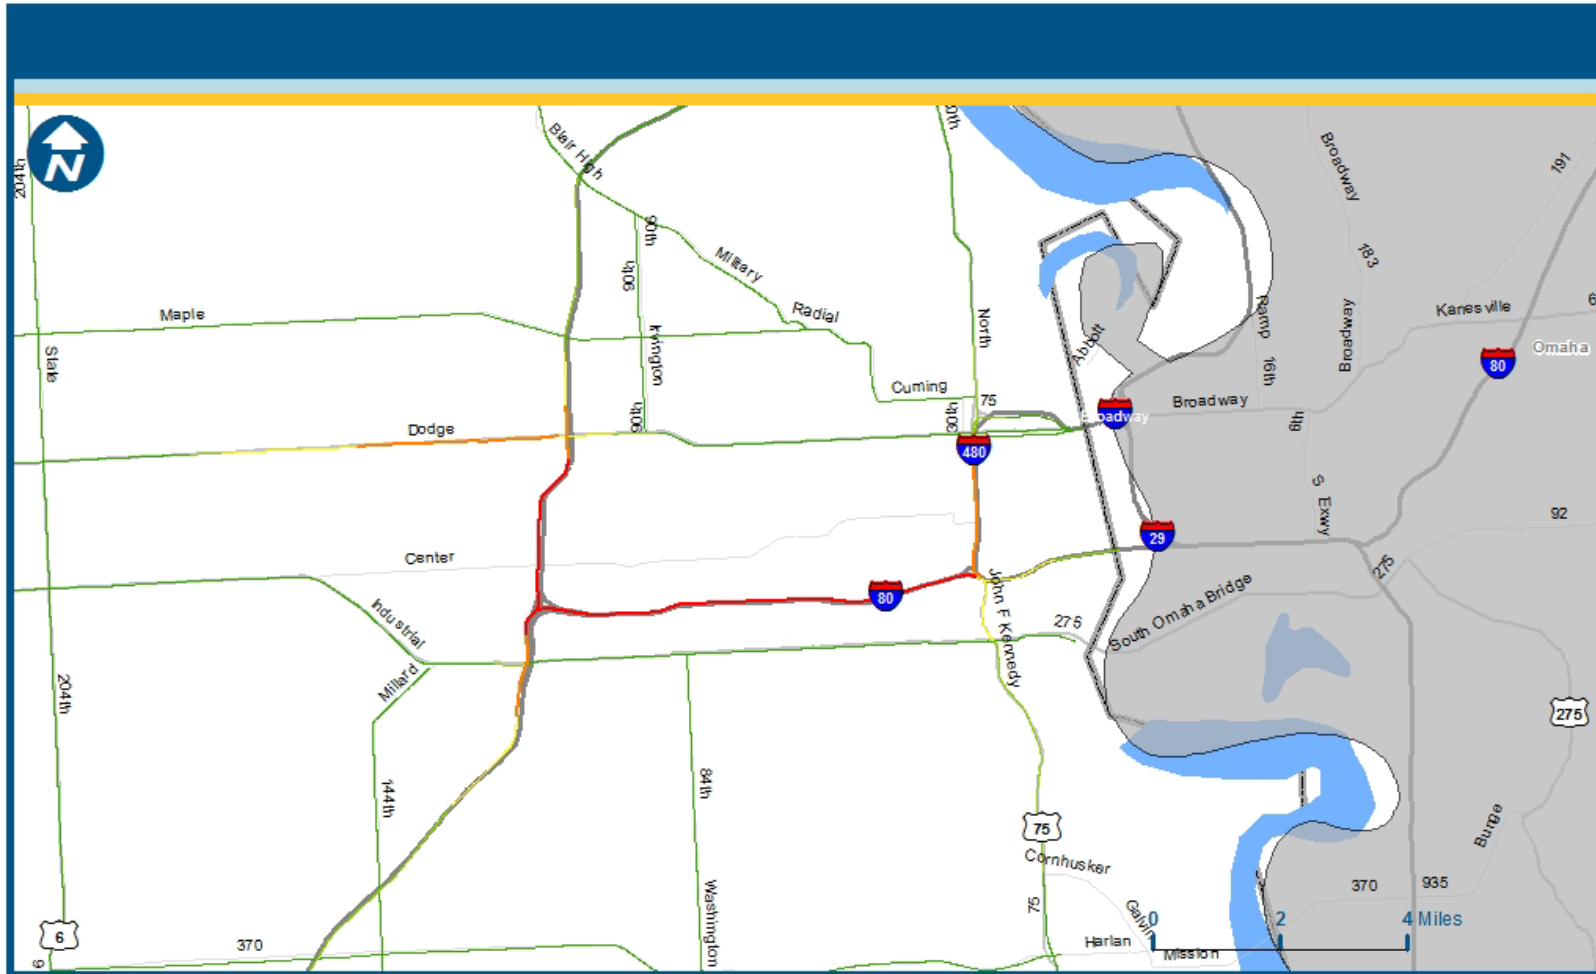 N
204th
Blair High
90th
90th
Military
Radial
Maple
State
Irvington
North
Abbott
Broadway
191
183
Ramp
16th
Broadway
Kanesville
Omaha
80
Cuming
30th
75
Broadway
Broadway
6th
Dodge
90th
480
S Exwy
92
29
Center
Industrial
80
John F Kennedy
275
South Omaha Bridge
275
Millard
204th
275
144th
84th
75
Cornhusker
Burge
370
935
Washington
75
Galvin
0
2
4 Miles
6
370
Harlan
Mission